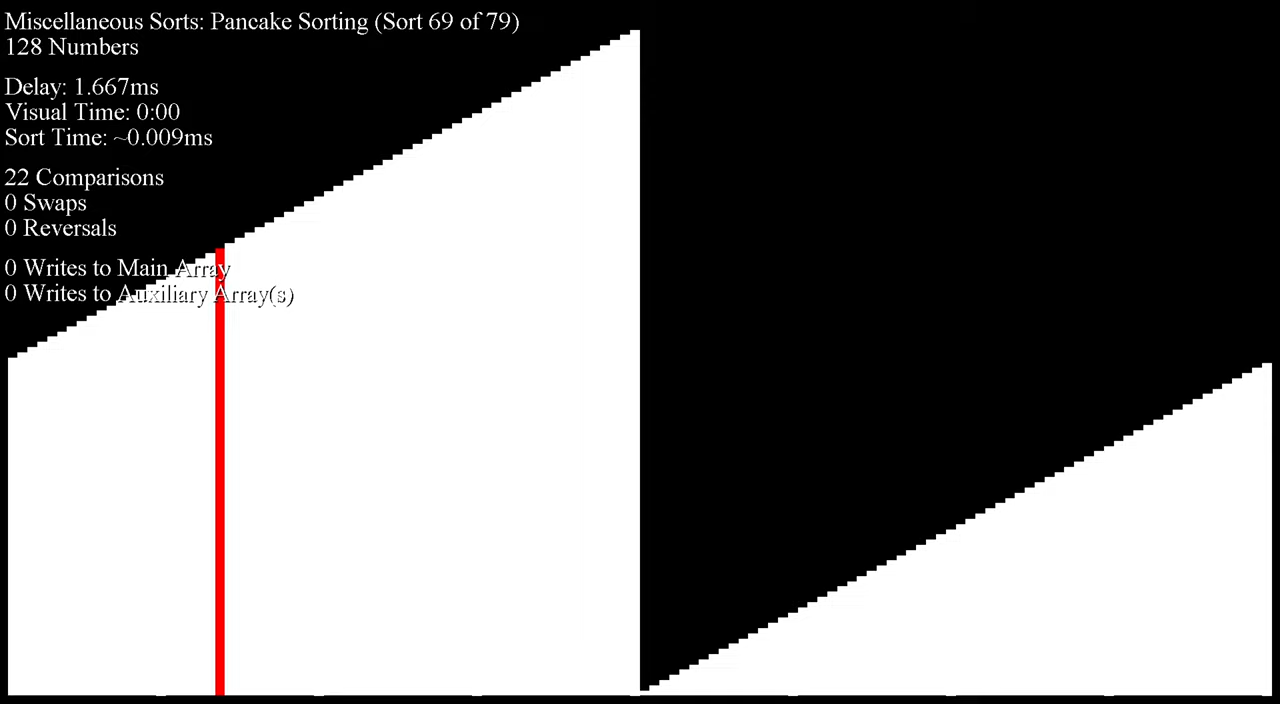 Miscellaneous Sorts: Pancake Sorting (Sort 69 of 79)
128 Numbers
Delay: 1.667ms
Visual Time: 0:00
Sort Time: ~0.009ms
22 Comparisons
0 Swaps
0 Reversals
0 Writes to Main Array
0 Writes to Auxiliary Array(s)